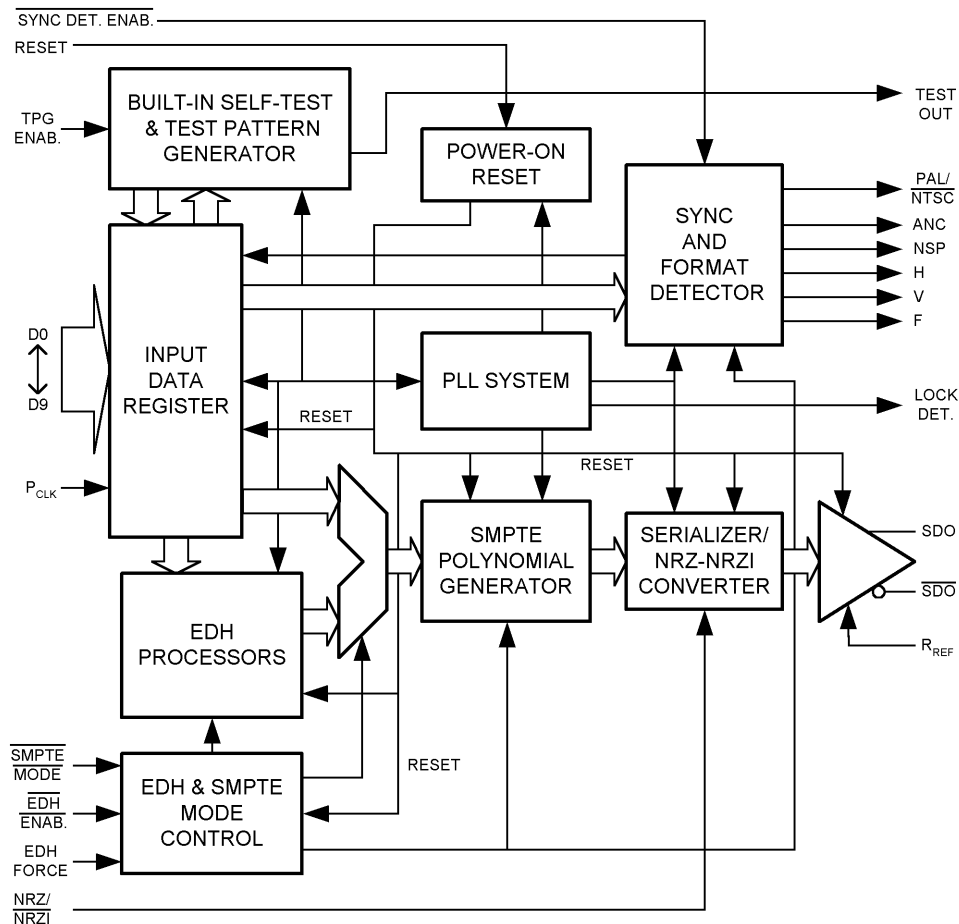 SYNC DET. ENAB.
RESET
BUILT-IN SELF-TEST
& TEST PATTERN
GENERATOR
TPG
ENAB.
POWER-ON
RESET
TEST
OUT
SYNC
AND
FORMAT
DETECTOR
PAL/
NTSC
ANC
NSP
H
V
F
D0
D9
INPUT
DATA
REGISTER
PLL SYSTEM
LOCK
DET.
RESET
RESET
PCLK
SMPTE
POLYNOMIAL
GENERATOR
SERIALIZER/
NRZ-NRZI
CONVERTER
SDO
SDO
RREF
EDH
PROCESSORS
RESET
SMPTE
MODE
EDH
ENAB.
EDH
FORCE
EDH & SMPTE
MODE
CONTROL
NRZ/
NRZI